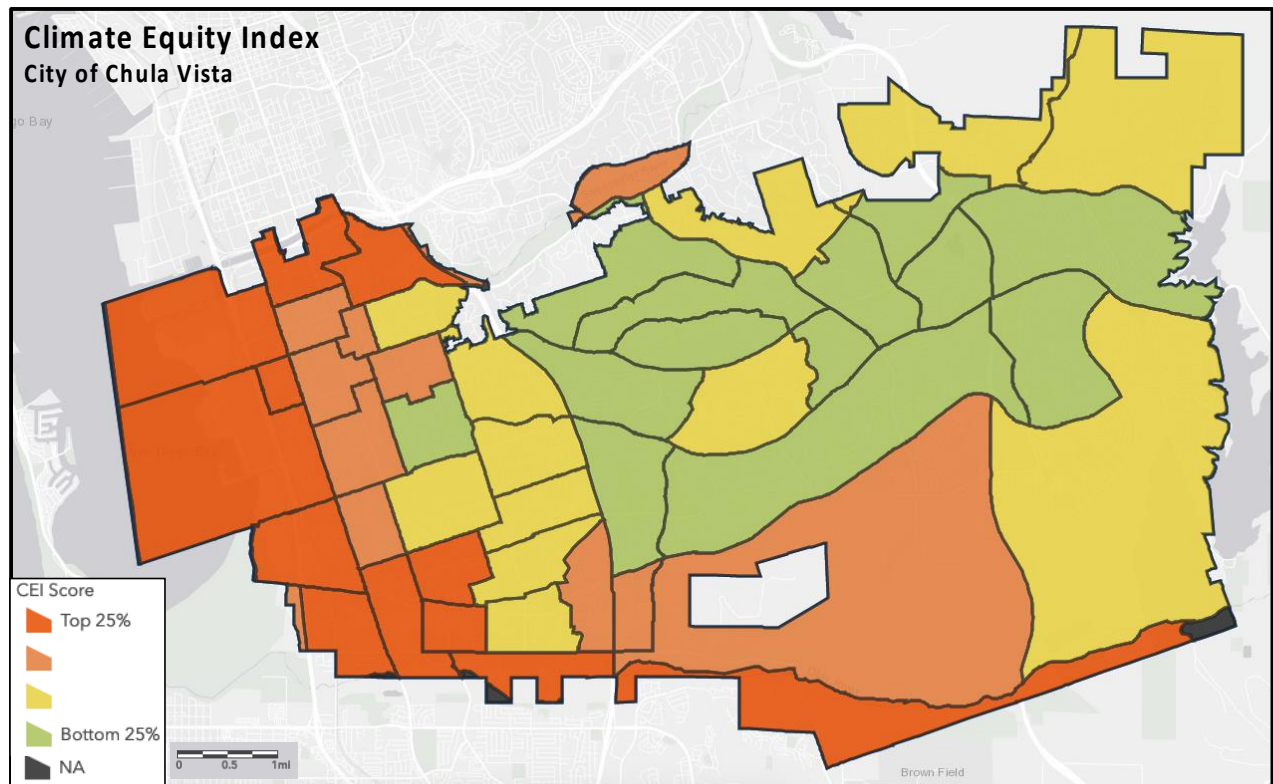 Climate Equity Index
City of Chula Vista
go Bay
CEI Score
Top 25%
Bottom 25%
NA
0 0.5 1mi
Brown Field